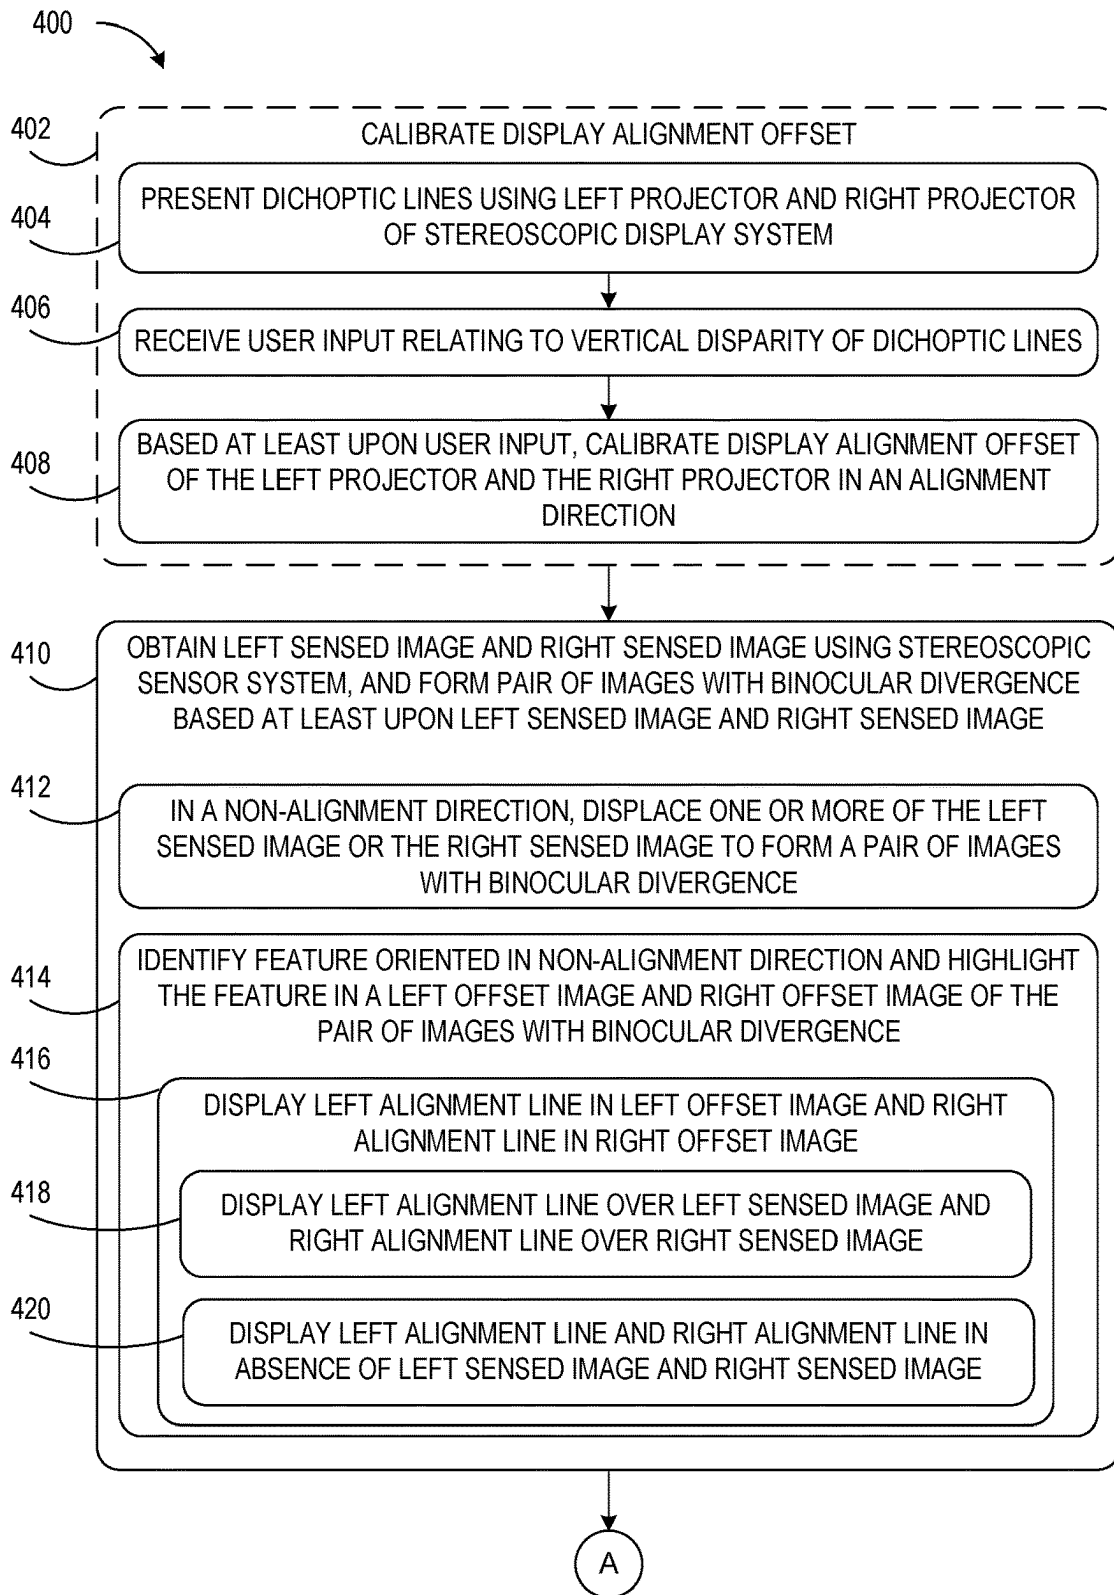 400
402
CALIBRATE DISPLAY ALIGNMENT OFFSET
404
PRESENT DICHOPTIC LINES USING LEFT PROJECTOR AND RIGHT PROJECTOR
OF STEREOSCOPIC DISPLAY SYSTEM
406
RECEIVE USER INPUT RELATING TO VERTICAL DISPARITY OF DICHOPTIC LINES
408
BASED AT LEAST UPON USER INPUT, CALIBRATE DISPLAY ALIGNMENT OFFSET
OF THE LEFT PROJECTOR AND THE RIGHT PROJECTOR IN AN ALIGNMENT
DIRECTION
410
OBTAIN LEFT SENSED IMAGE AND RIGHT SENSED IMAGE USING STEREOSCOPIC
SENSOR SYSTEM, AND FORM PAIR OF IMAGES WITH BINOCULAR DIVERGENCE
BASED AT LEAST UPON LEFT SENSED IMAGE AND RIGHT SENSED IMAGE
412
IN A NON-ALIGNMENT DIRECTION, DISPLACE ONE OR MORE OF THE LEFT
SENSED IMAGE OR THE RIGHT SENSED IMAGE TO FORM A PAIR OF IMAGES
WITH BINOCULAR DIVERGENCE
414
IDENTIFY FEATURE ORIENTED IN NON-ALIGNMENT DIRECTION AND HIGHLIGHT
THE FEATURE IN A LEFT OFFSET IMAGE AND RIGHT OFFSET IMAGE OF THE
PAIR OF IMAGES WITH BINOCULAR DIVERGENCE
416
DISPLAY LEFT ALIGNMENT LINE IN LEFT OFFSET IMAGE AND RIGHT
ALIGNMENT LINE IN RIGHT OFFSET IMAGE
418
DISPLAY LEFT ALIGNMENT LINE OVER LEFT SENSED IMAGE AND
RIGHT ALIGNMENT LINE OVER RIGHT SENSED IMAGE
420
DISPLAY LEFT ALIGNMENT LINE AND RIGHT ALIGNMENT LINE IN
ABSENCE OF LEFT SENSED IMAGE AND RIGHT SENSED IMAGE
A